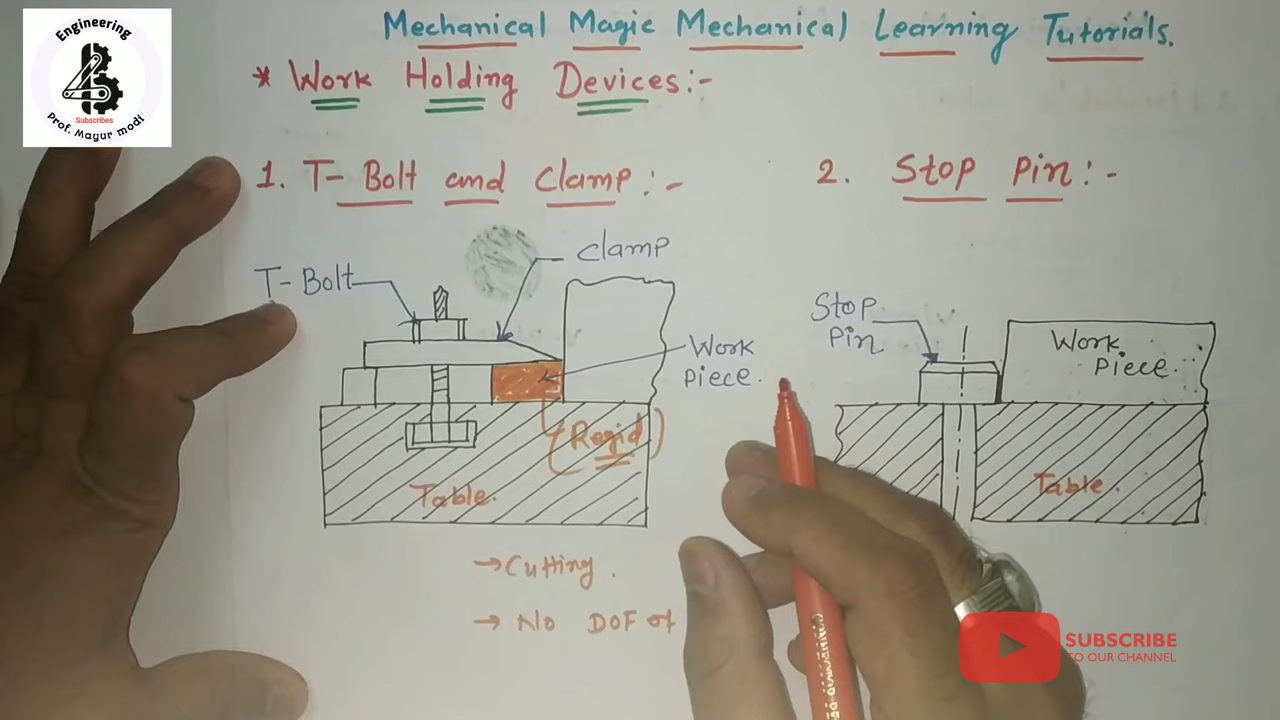 Engineering
Subscribes
Prof. Mayur modi
Mechanical Magic Mechanical Learning Tutorials.
* Work Holding Devices:-
1. T- Bolt and Clamp:-
2. Stop Pin:-
clamp
T- Bolt
Work
Piece.
(Regid)
Table.
Stop
Pin
Work
Piece.
Table.
→ Cutting.
→ No DOF of
SUBSCRIBE
TO OUR CHANNEL